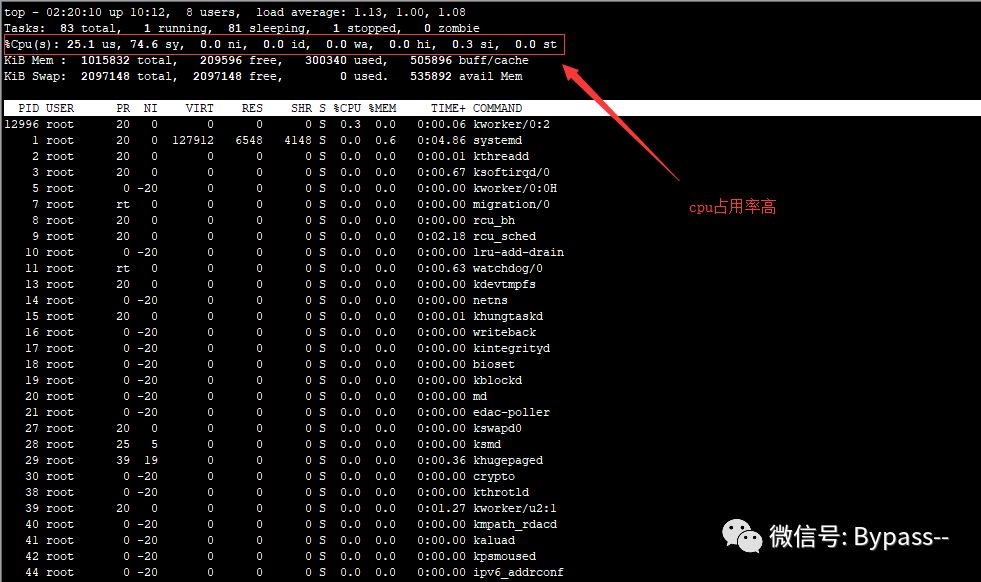 top - 02:20:10 up 10:12,  8 users,  load average: 1.13, 1.00, 1.08
Tasks:  83 total,   1 running,  81 sleeping,   1 stopped,   0 zombie
%Cpu(s): 25.1 us, 74.6 sy,  0.0 ni,  0.0 id,  0.0 wa,  0.0 hi,  0.3 si,  0.0 st
KiB Mem :  1015832 total,   209596 free,   300340 used,   505896 buff/cache
KiB Swap:  2097148 total,  2097148 free,        0 used.   535892 avail Mem
PID USER      PR  NI    VIRT    RES    SHR S %CPU %MEM     TIME+ COMMAND
12996 root      20   0       0      0      0 S  0.3  0.0   0:00.06 kworker/0:2
1 root      20   0  127912   6548   4148 S  0.0  0.6   0:04.86 systemd
2 root      20   0       0      0      0 S  0.0  0.0   0:00.01 kthreadd
3 root      20   0       0      0      0 S  0.0  0.0   0:00.67 ksoftirqd/0
5 root       0 -20       0      0      0 S  0.0  0.0   0:00.00 kworker/0:0H
7 root      rt   0       0      0      0 S  0.0  0.0   0:00.00 migration/0
8 root      20   0       0      0      0 S  0.0  0.0   0:00.00 rcu_bh
9 root      20   0       0      0      0 S  0.0  0.0   0:02.18 rcu_sched
10 root       0 -20       0      0      0 S  0.0  0.0   0:00.00 lru-add-drain
11 root      rt   0       0      0      0 S  0.0  0.0   0:00.63 watchdog/0
13 root      20   0       0      0      0 S  0.0  0.0   0:00.00 kdevtmpfs
14 root       0 -20       0      0      0 S  0.0  0.0   0:00.00 netns
15 root      20   0       0      0      0 S  0.0  0.0   0:00.01 khungtaskd
16 root       0 -20       0      0      0 S  0.0  0.0   0:00.00 writeback
17 root       0 -20       0      0      0 S  0.0  0.0   0:00.00 kintegrityd
18 root       0 -20       0      0      0 S  0.0  0.0   0:00.00 bioset
19 root       0 -20       0      0      0 S  0.0  0.0   0:00.00 kblockd
20 root       0 -20       0      0      0 S  0.0  0.0   0:00.00 md
21 root       0 -20       0      0      0 S  0.0  0.0   0:00.00 edac-poller
27 root      20   0       0      0      0 S  0.0  0.0   0:00.00 kswapd0
28 root      25   5       0      0      0 S  0.0  0.0   0:00.00 ksmd
29 root      39  19       0      0      0 S  0.0  0.0   0:00.36 khugepaged
30 root       0 -20       0      0      0 S  0.0  0.0   0:00.00 crypto
38 root       0 -20       0      0      0 S  0.0  0.0   0:00.00 kthrotld
39 root      20   0       0      0      0 S  0.0  0.0   0:01.27 kworker/u2:1
40 root       0 -20       0      0      0 S  0.0  0.0   0:00.00 kmpath_rdacd
41 root       0 -20       0      0      0 S  0.0  0.0   0:00.00 kaluad
42 root       0 -20       0      0      0 S  0.0  0.0   0:00.00 kpsmoused
44 root       0 -20       0      0      0 S  0.0  0.0   0:00.00 ipv6_addrconf
cpu占用率高
微信号: Bypass--